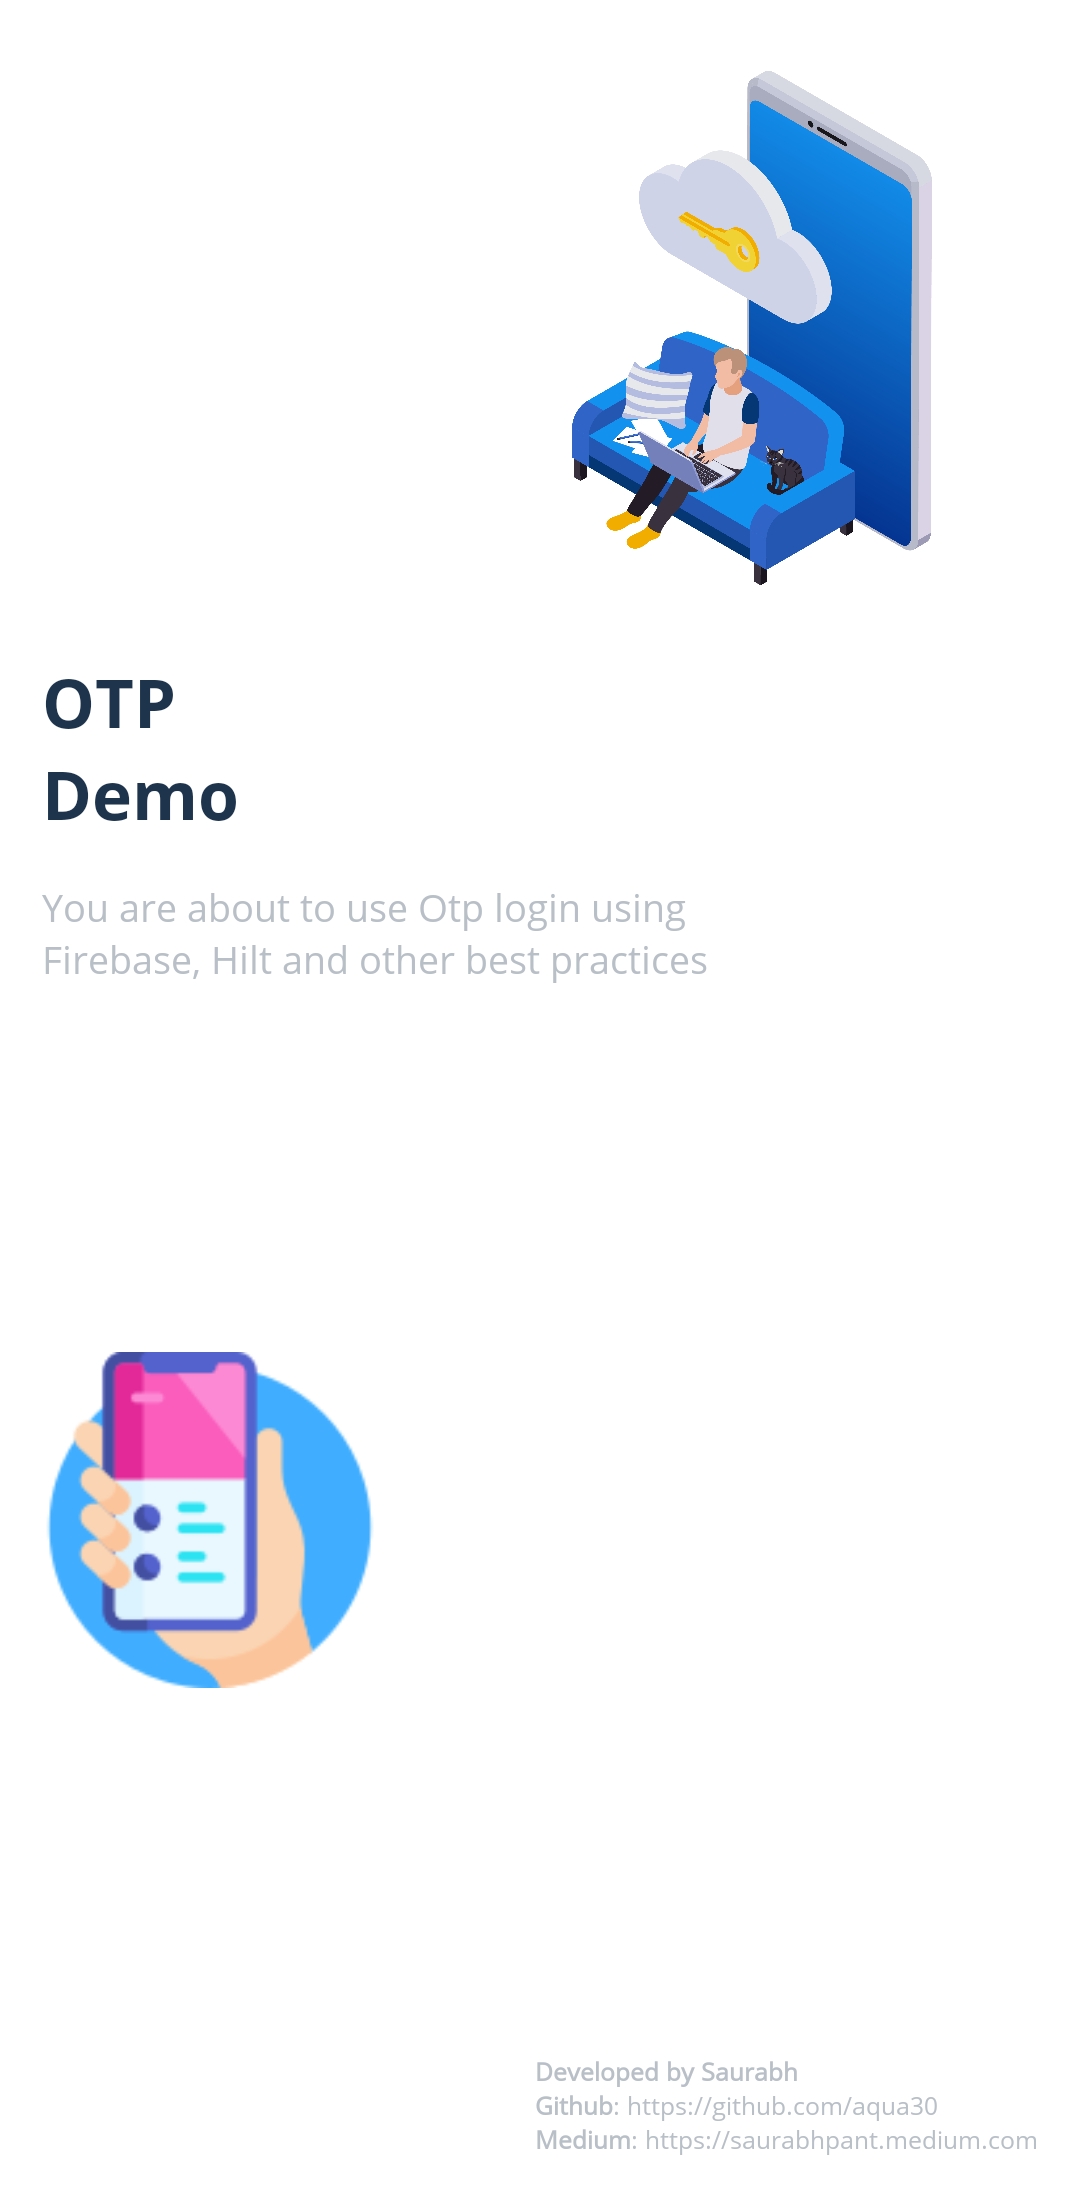 OTP
Demo
You are about to use Otp login using
Firebase, Hilt and other best practices
Developed by Saurabh
Github: https://github.com/aqua30
Medium: https://saurabhpant.medium.com